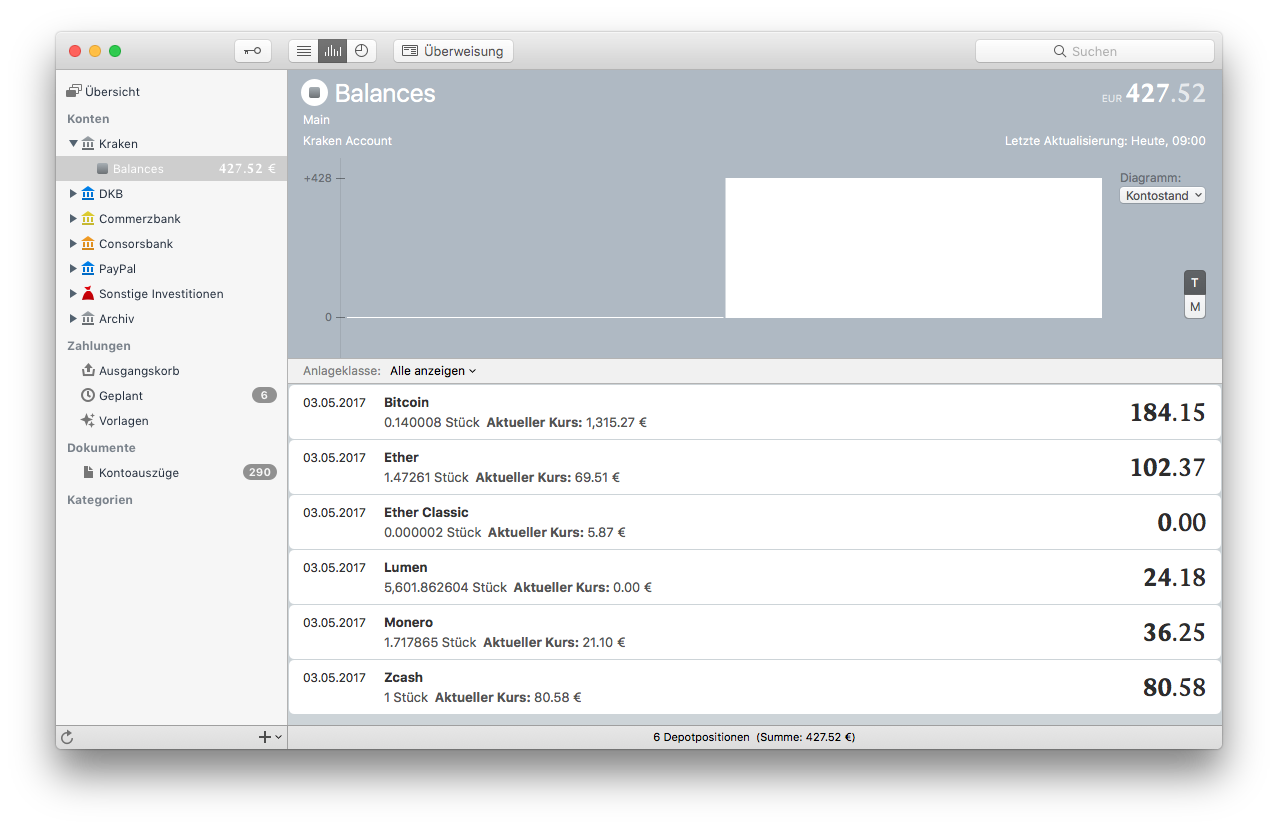 Überweisung
Suchen
Übersicht
Konten
Kraken
Balances 427.52 €
DKB
Commerzbank
Consorsbank
PayPal
Sonstige Investitionen
Archiv
Zahlungen
Ausgangskorb
Geplant 6
Vorlagen
Dokumente
Kontoauszüge 290
Kategorien
Balances
EUR 427.52
Main
Kraken Account
Letzte Aktualisierung: Heute, 09:00
+428
0
Diagramm:
Kontostand
T
M
Anlageklasse: Alle anzeigen
03.05.2017 Bitcoin 184.15
0.140008 Stück Aktueller Kurs: 1,315.27 €
03.05.2017 Ether 102.37
1.47261 Stück Aktueller Kurs: 69.51 €
03.05.2017 Ether Classic 0.00
0.000002 Stück Aktueller Kurs: 5.87 €
03.05.2017 Lumen 24.18
5,601.862604 Stück Aktueller Kurs: 0.00 €
03.05.2017 Monero 36.25
1.717865 Stück Aktueller Kurs: 21.10 €
03.05.2017 Zcash 80.58
1 Stück Aktueller Kurs: 80.58 €
6 Depotpositionen (Summe: 427.52 €)